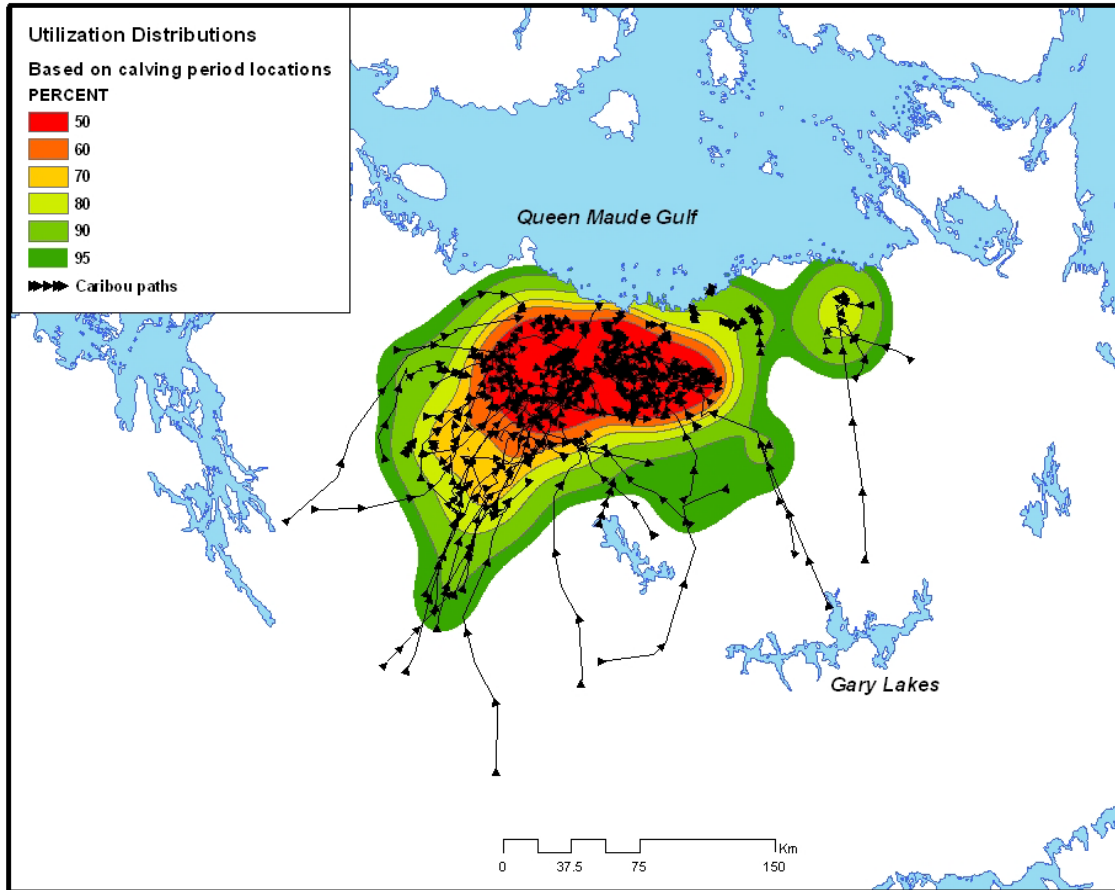 Utilization Distributions
Based on calving period locations
PERCENT
50
60
70
80
90
95
Caribou paths
Queen Maude Gulf
Gary Lakes
Km
0 37.5 75 150